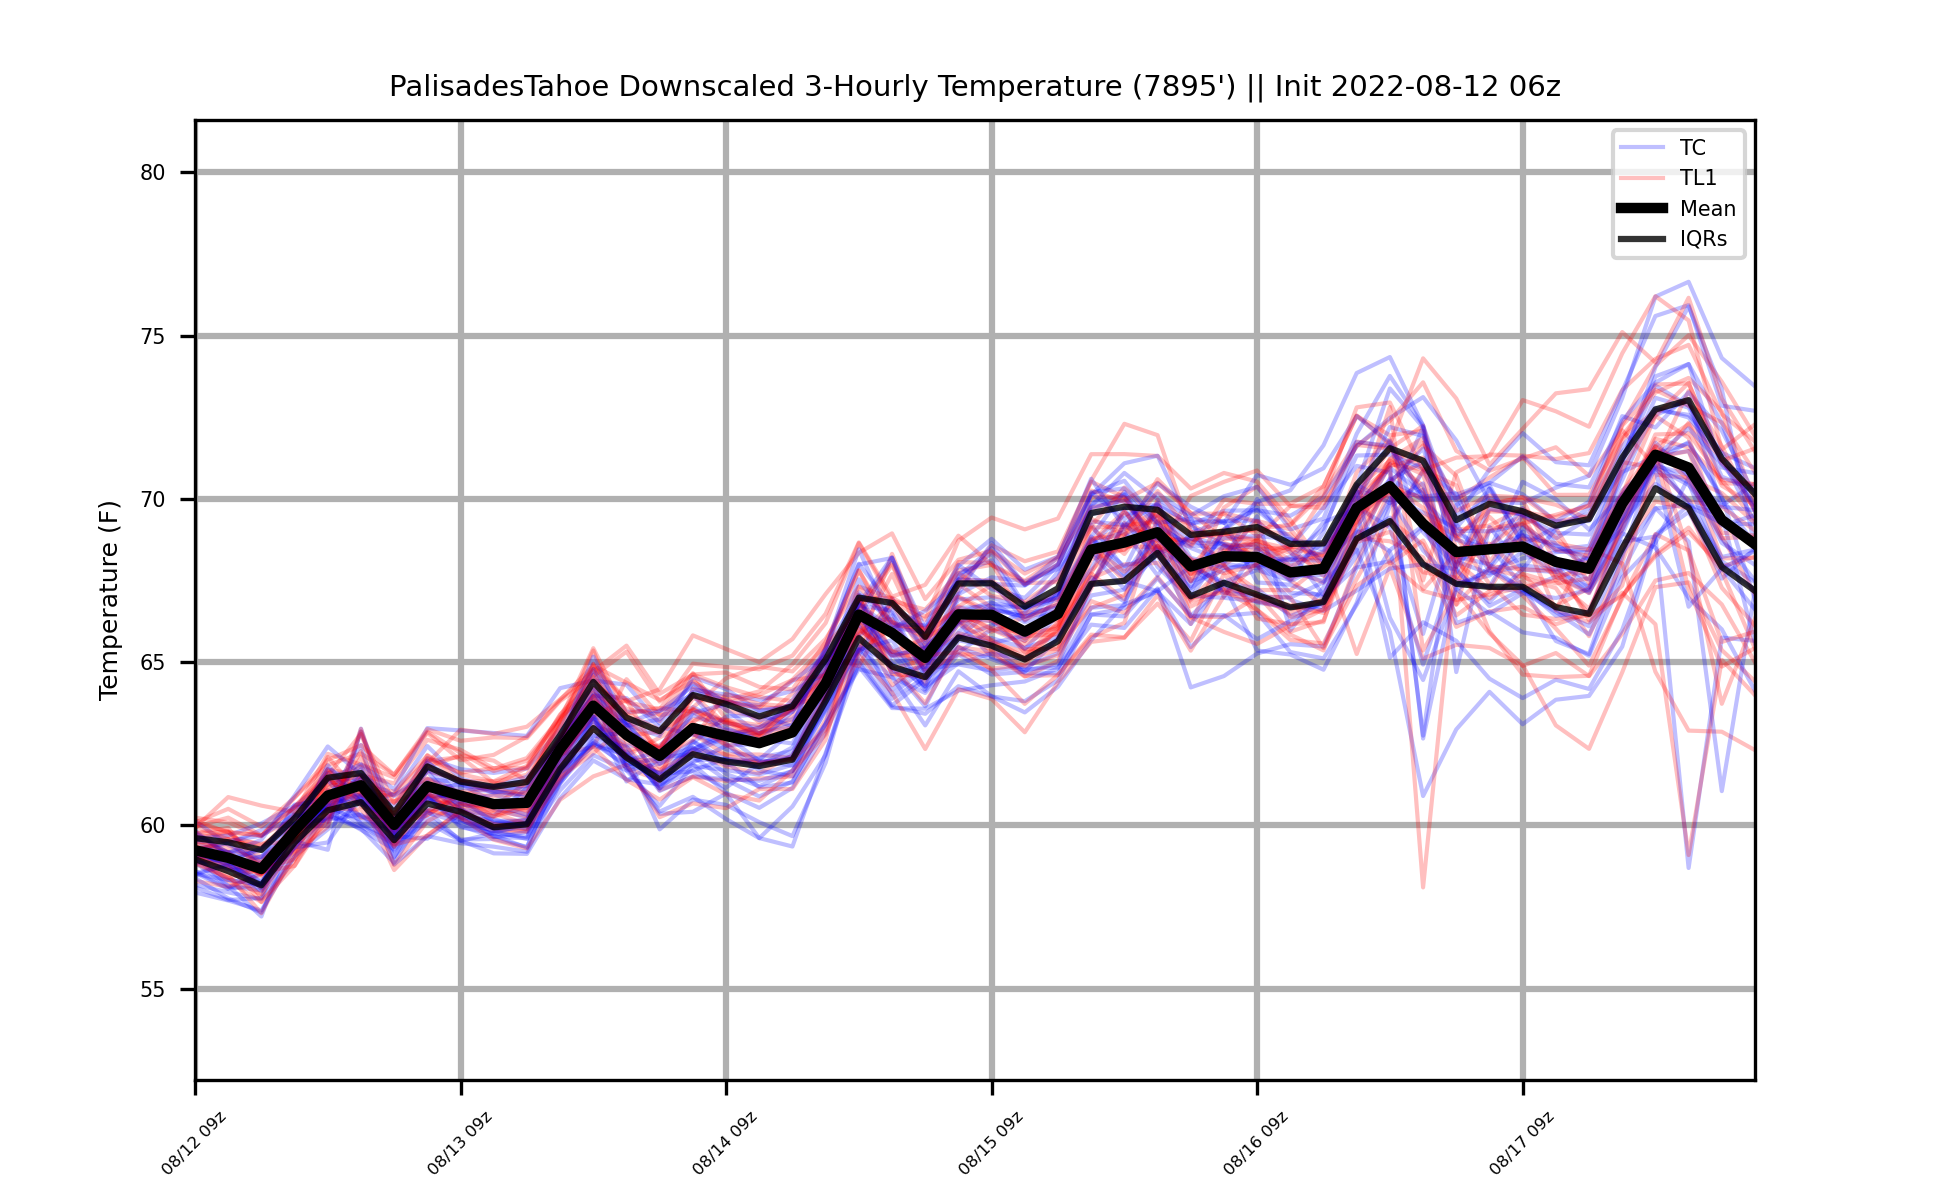 PalisadesTahoe Downscaled 3-Hourly Temperature (7895') || Init 2022-08-12 06z
TC
TL1
Mean
IQRs
Temperature (F)
80
75
70
65
60
55
08/12 09z
08/13 09z
08/14 09z
08/15 09z
08/16 09z
08/17 09z